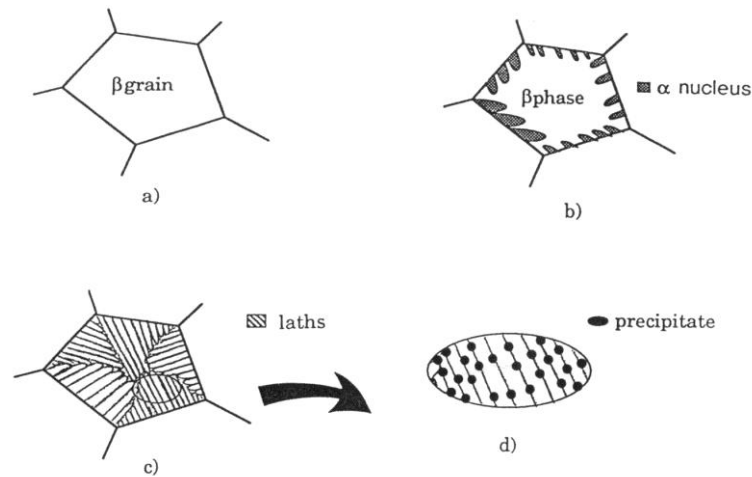 βgrain
a)
βphase
α nucleus
b)
laths
c)
precipitate
d)